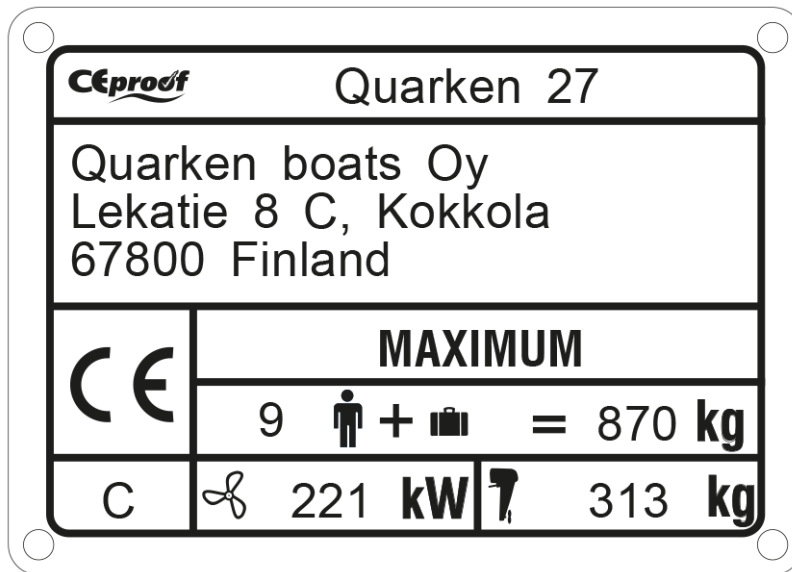 CEproof
Quarken 27
Quarken boats Oy
Lekatie 8 C, Kokkola
67800 Finland
CE
MAXIMUM
9 + = 870 kg
C
221 kW
313 kg